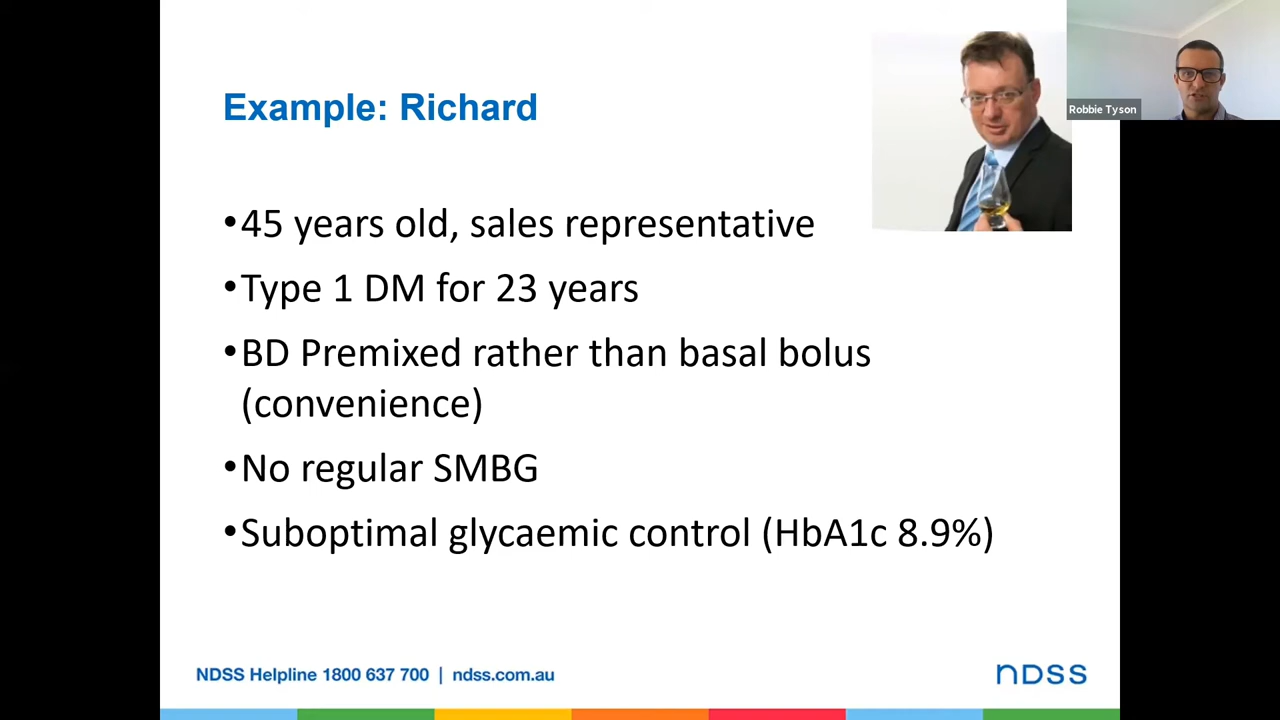 Example: Richard
Robbie Tyson
•45 years old, sales representative
•Type 1 DM for 23 years
•BD Premixed rather than basal bolus
(convenience)
•No regular SMBG
•Suboptimal glycaemic control (HbA1c 8.9%)
NDSS Helpline 1800 637 700 | ndss.com.au
nDSS